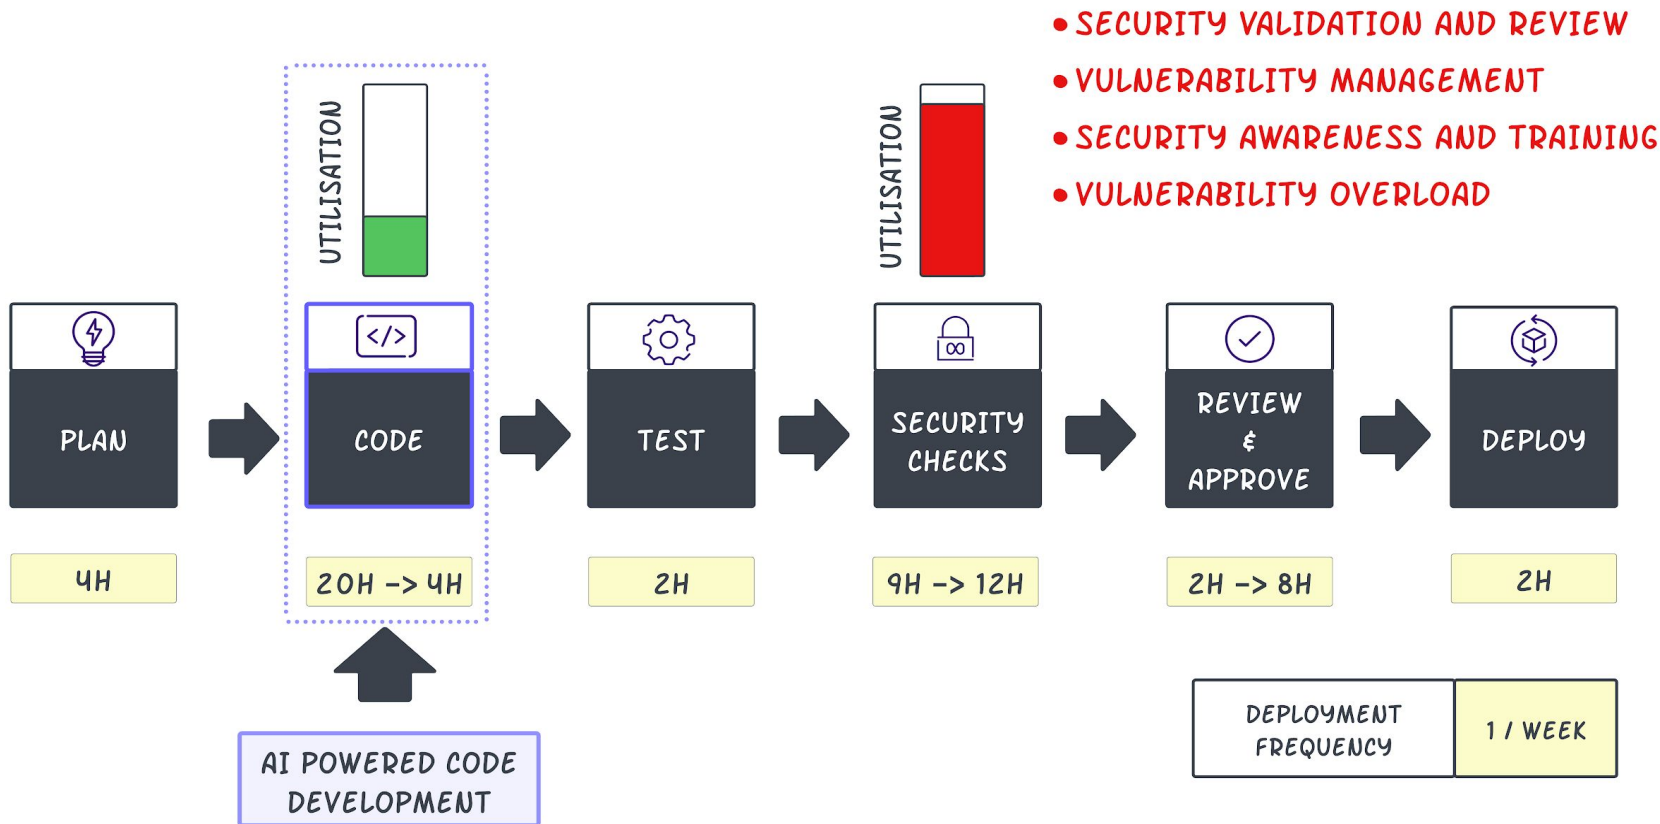 • SECURITY VALIDATION AND REVIEW
• VULNERABILITY MANAGEMENT
• SECURITY AWARENESS AND TRAINING
• VULNERABILITY OVERLOAD
UTILISATION
UTILISATION
</>
∞
PLAN
CODE
TEST
SECURITY
CHECKS
REVIEW
&
APPROVE
DEPLOY
4H
20H -> 4H
2H
9H -> 12H
2H -> 8H
2H
AI POWERED CODE
DEVELOPMENT
DEPLOYMENT
FREQUENCY
1 / WEEK